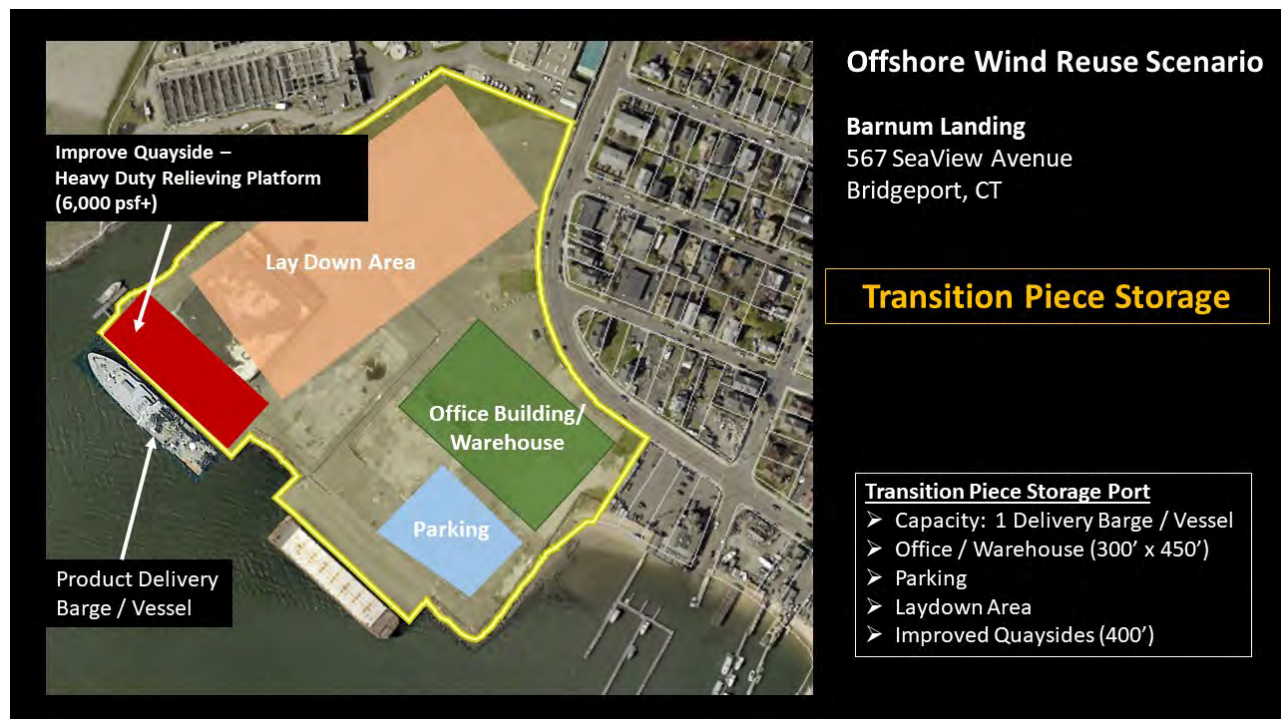 Offshore Wind Reuse Scenario
Barnum Landing
567 SeaView Avenue
Bridgeport, CT
Transition Piece Storage
Improve Quayside –
Heavy Duty Relieving Platform
(6,000 psf+)
Lay Down Area
Office Building/
Warehouse
Parking
Product Delivery
Barge / Vessel
Transition Piece Storage Port
➢ Capacity: 1 Delivery Barge / Vessel
➢ Office / Warehouse (300’ x 450’)
➢ Parking
➢ Laydown Area
➢ Improved Quaysides (400’)